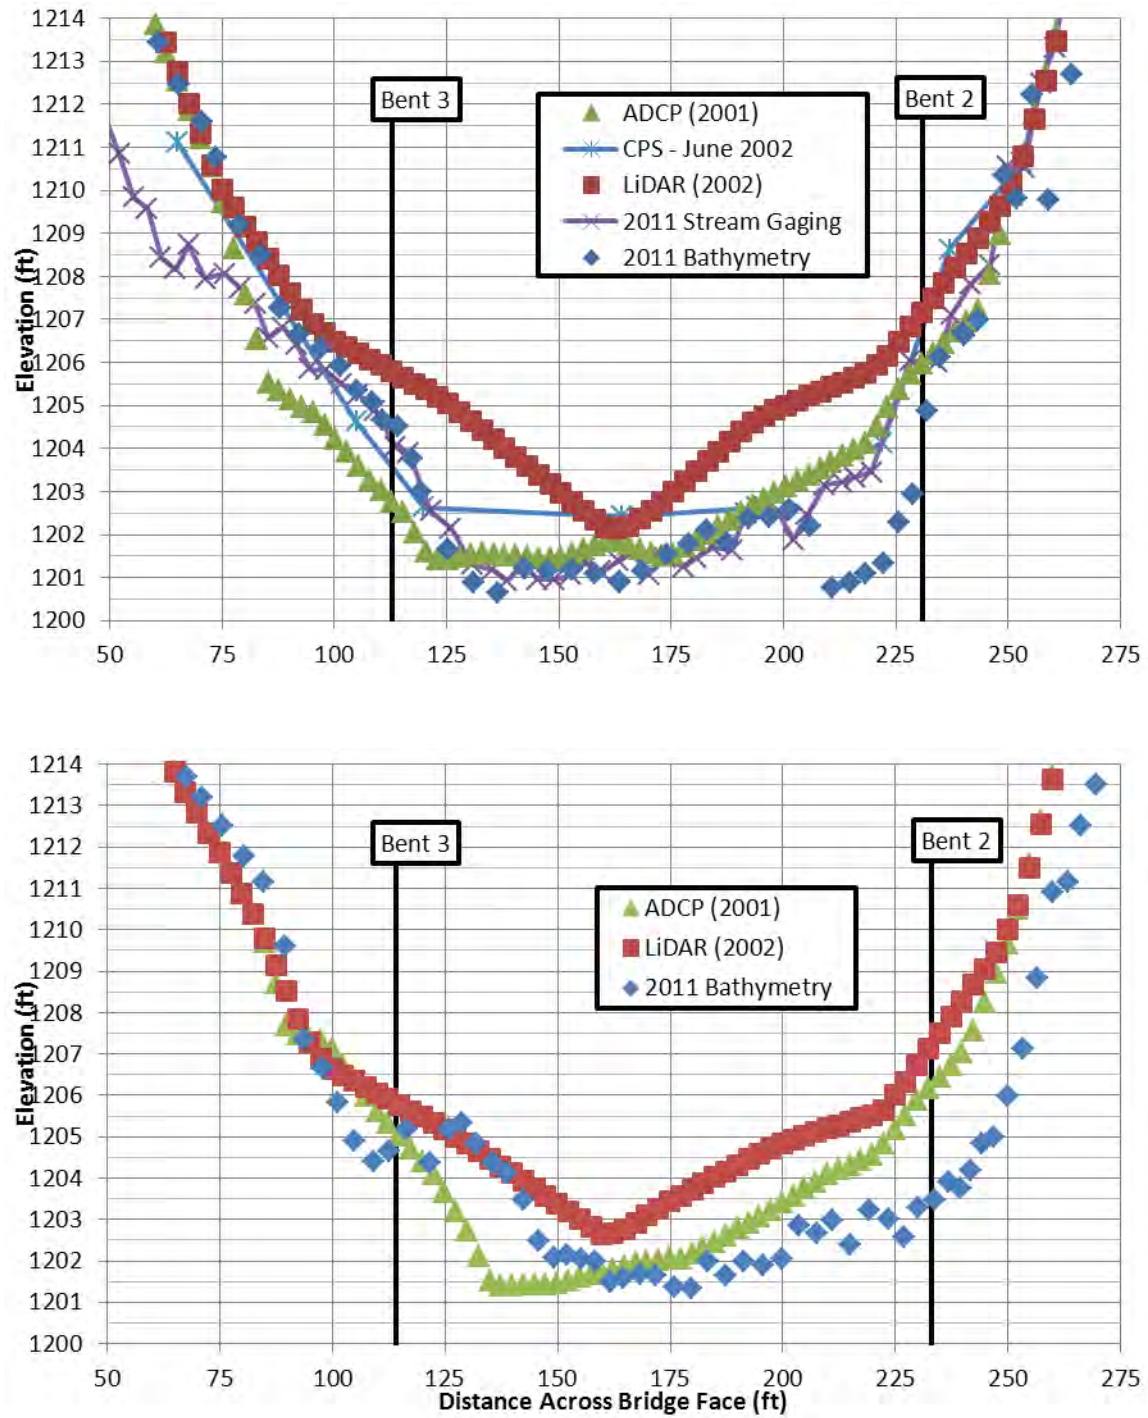 1214
1213
1212
1211
1210
1209
1208
1207
1206
1205
1204
1203
1202
1201
1200
Elevation (ft)
Bent 3
Bent 2
ADCP (2001)
CPS - June 2002
LiDAR (2002)
2011 Stream Gaging
2011 Bathymetry
50 75 100 125 150 175 200 225 250 275
1214
1213
1212
1211
1210
1209
1208
1207
1206
1205
1204
1203
1202
1201
1200
Elevation (ft)
Bent 3
Bent 2
ADCP (2001)
LiDAR (2002)
2011 Bathymetry
50 75 100 125 150 175 200 225 250 275
Distance Across Bridge Face (ft)